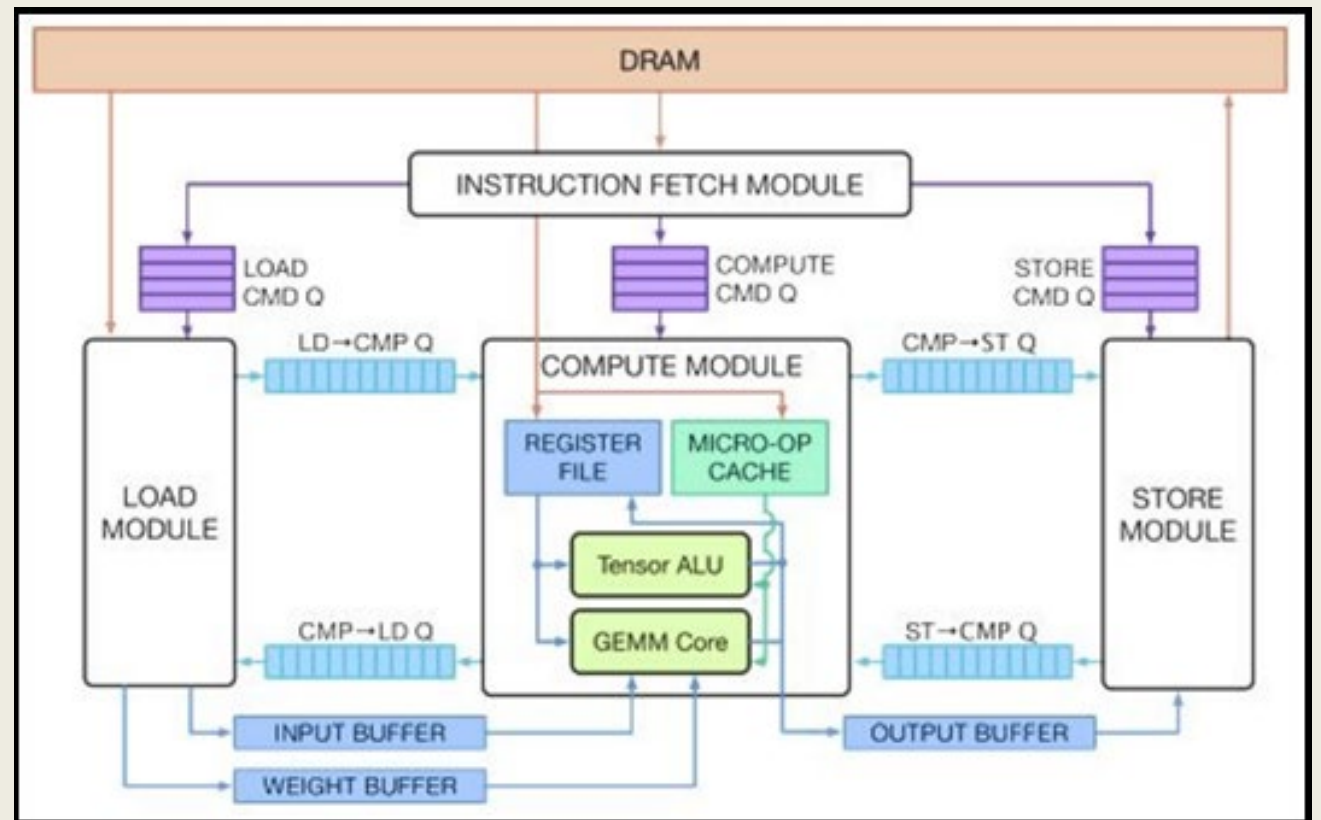 DRAM
INSTRUCTION FETCH MODULE
LOAD
CMD Q
COMPUTE
CMD Q
STORE
CMD Q
LD→CMP Q
COMPUTE MODULE
CMP→ST Q
REGISTER
FILE
MICRO-OP
CACHE
LOAD
MODULE
STORE
MODULE
Tensor ALU
GEMM Core
CMP→LD Q
ST→CMP Q
INPUT BUFFER
OUTPUT BUFFER
WEIGHT BUFFER